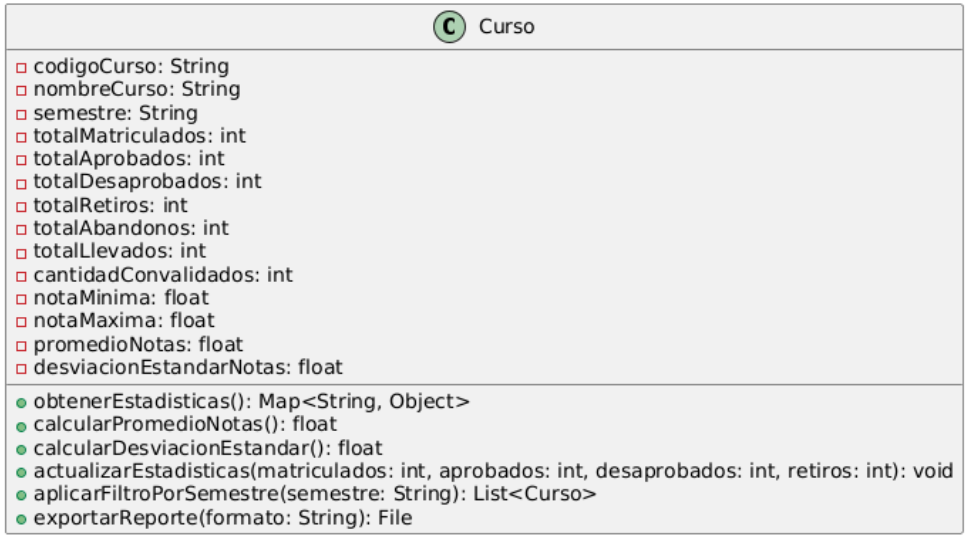 C Curso
codigoCurso: String
nombreCurso: String
semestre: String
totalMatriculados: int
totalAprobados: int
totalDesaprobados: int
totalRetiros: int
totalAbandonos: int
totalLlevados: int
cantidadConvalidados: int
notaMinima: float
notaMaxima: float
promedioNotas: float
desviacionEstandarNotas: float
obtenerEstadisticas(): Map<String, Object>
calcularPromedioNotas(): float
calcularDesviacionEstandar(): float
actualizarEstadisticas(matriculados: int, aprobados: int, desaprobados: int, retiros: int): void
aplicarFiltroPorSemestre(semestre: String): List<Curso>
exportarReporte(formato: String): File